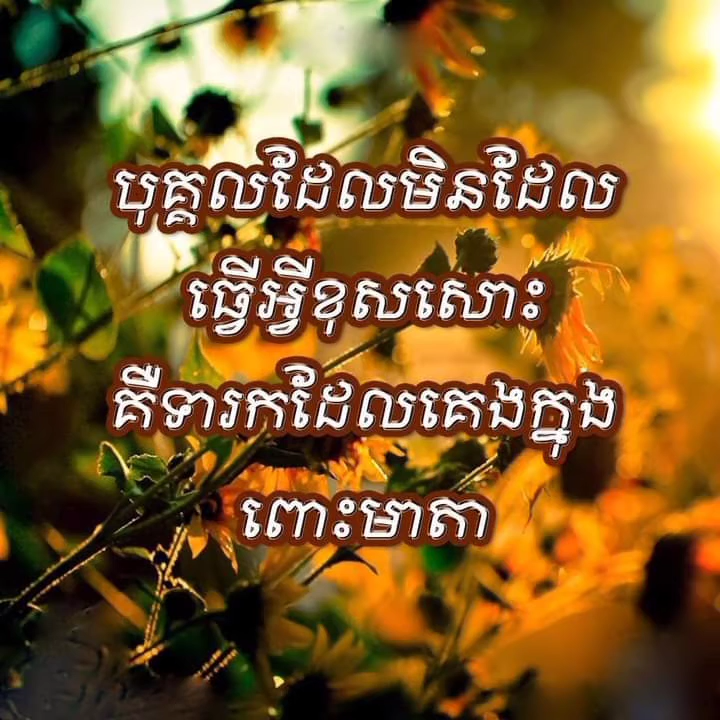 បុគ្គលដែលមិនដែល
ធ្វើអ្វីខុសសោះ
គឺទារកដែលគេងក្នុង
ពោះមាតា